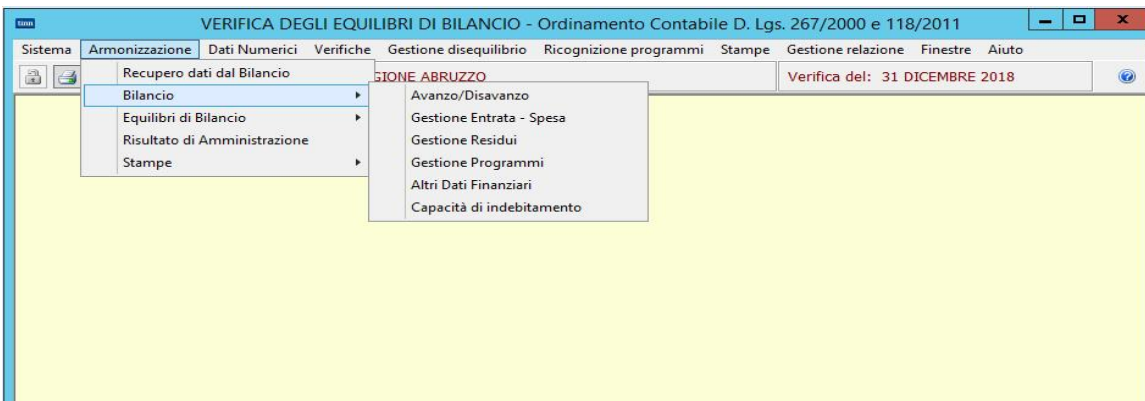 tinn VERIFICA DEGLI EQUILIBRI DI BILANCIO - Ordinamento Contabile D. Lgs. 267/2000 e 118/2011
Sistema Armonizzazione Dati Numerici Verifiche Gestione disequilibrio Ricognizione programmi Stampe Gestione relazione Finestre Aiuto
GIONE ABRUZZO Verifica del: 31 DICEMBRE 2018
Recupero dati dal Bilancio
Bilancio
Equilibri di Bilancio
Risultato di Amministrazione
Stampe
Avanzo/Disavanzo
Gestione Entrata - Spesa
Gestione Residui
Gestione Programmi
Altri Dati Finanziari
Capacità di indebitamento